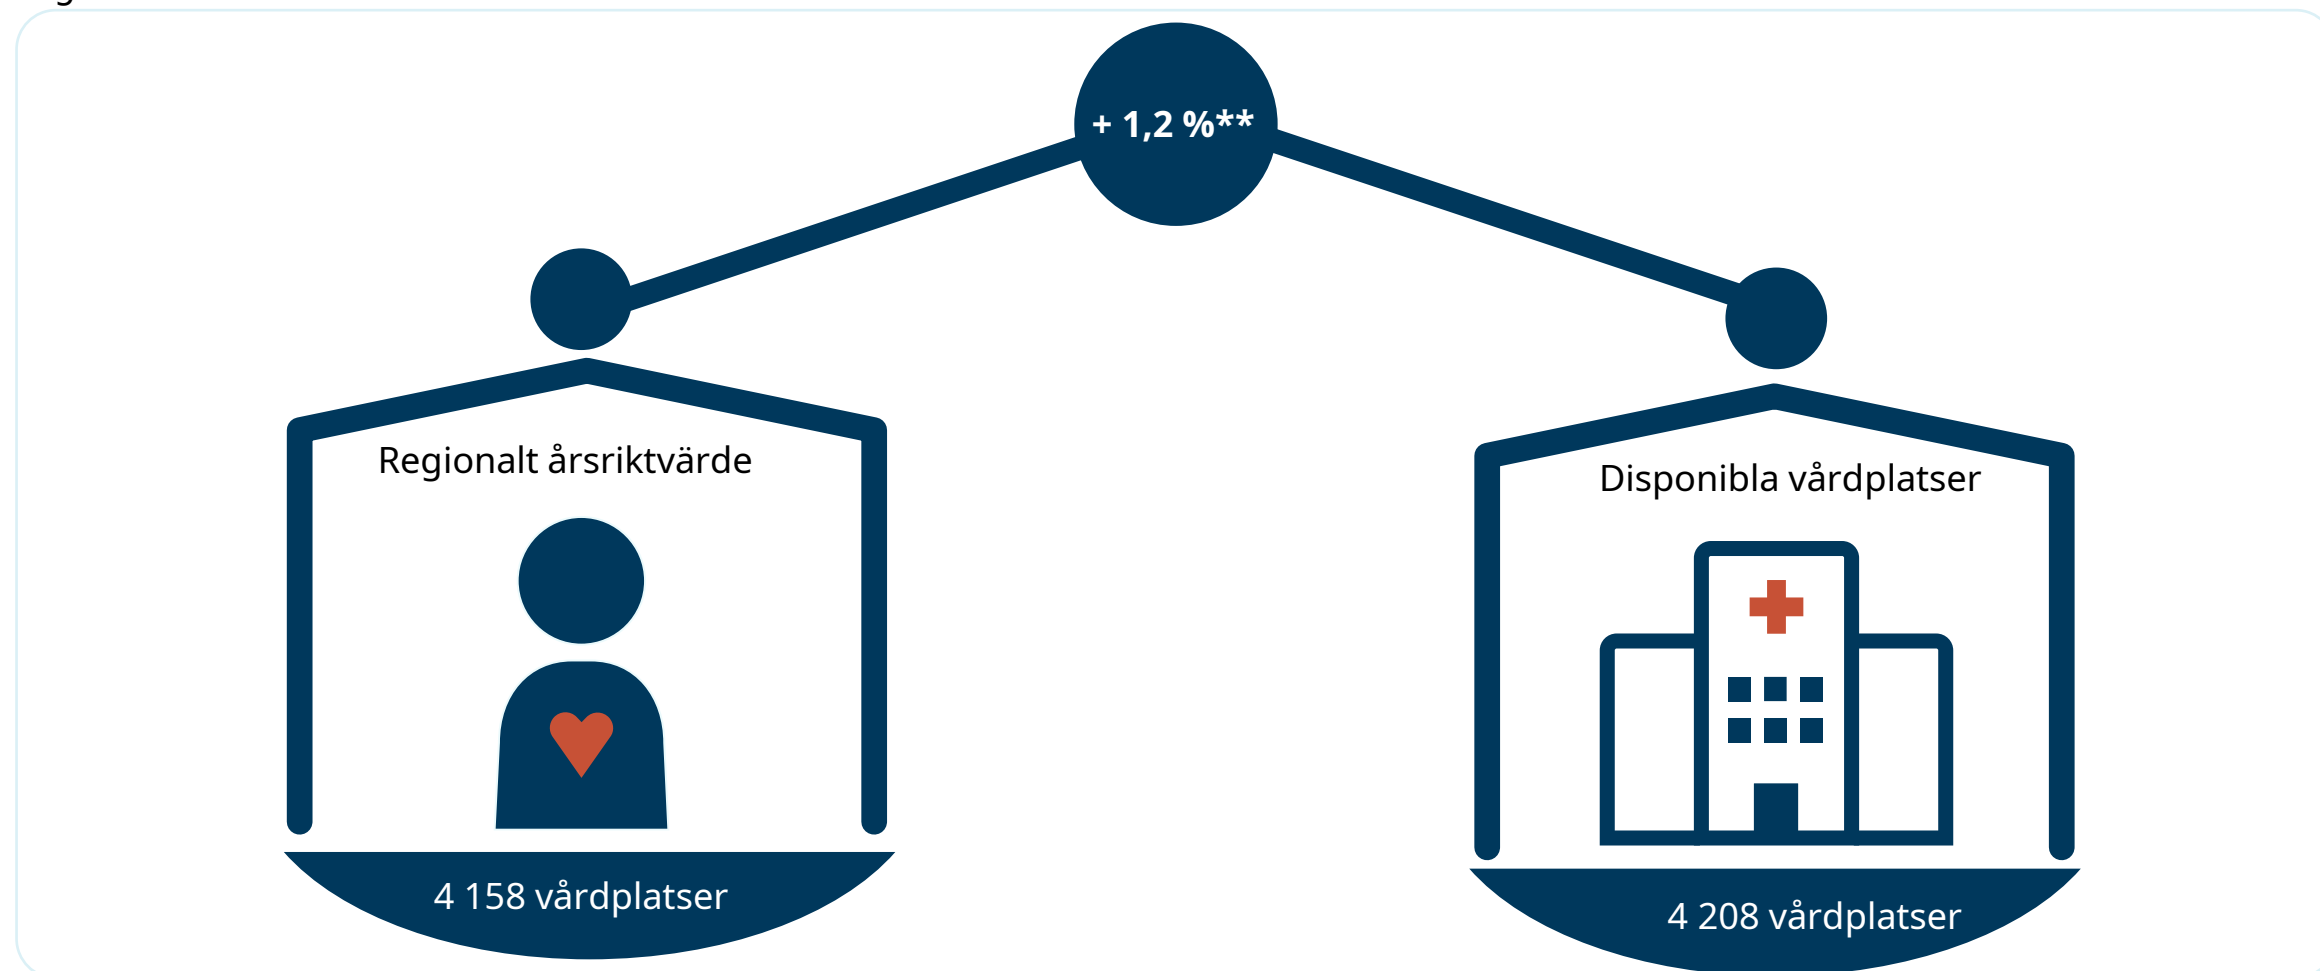 + 1,2 %**
Regionalt årsriktvärde
Disponibla vårdplatser
4 158 vårdplatser
4 208 vårdplatser